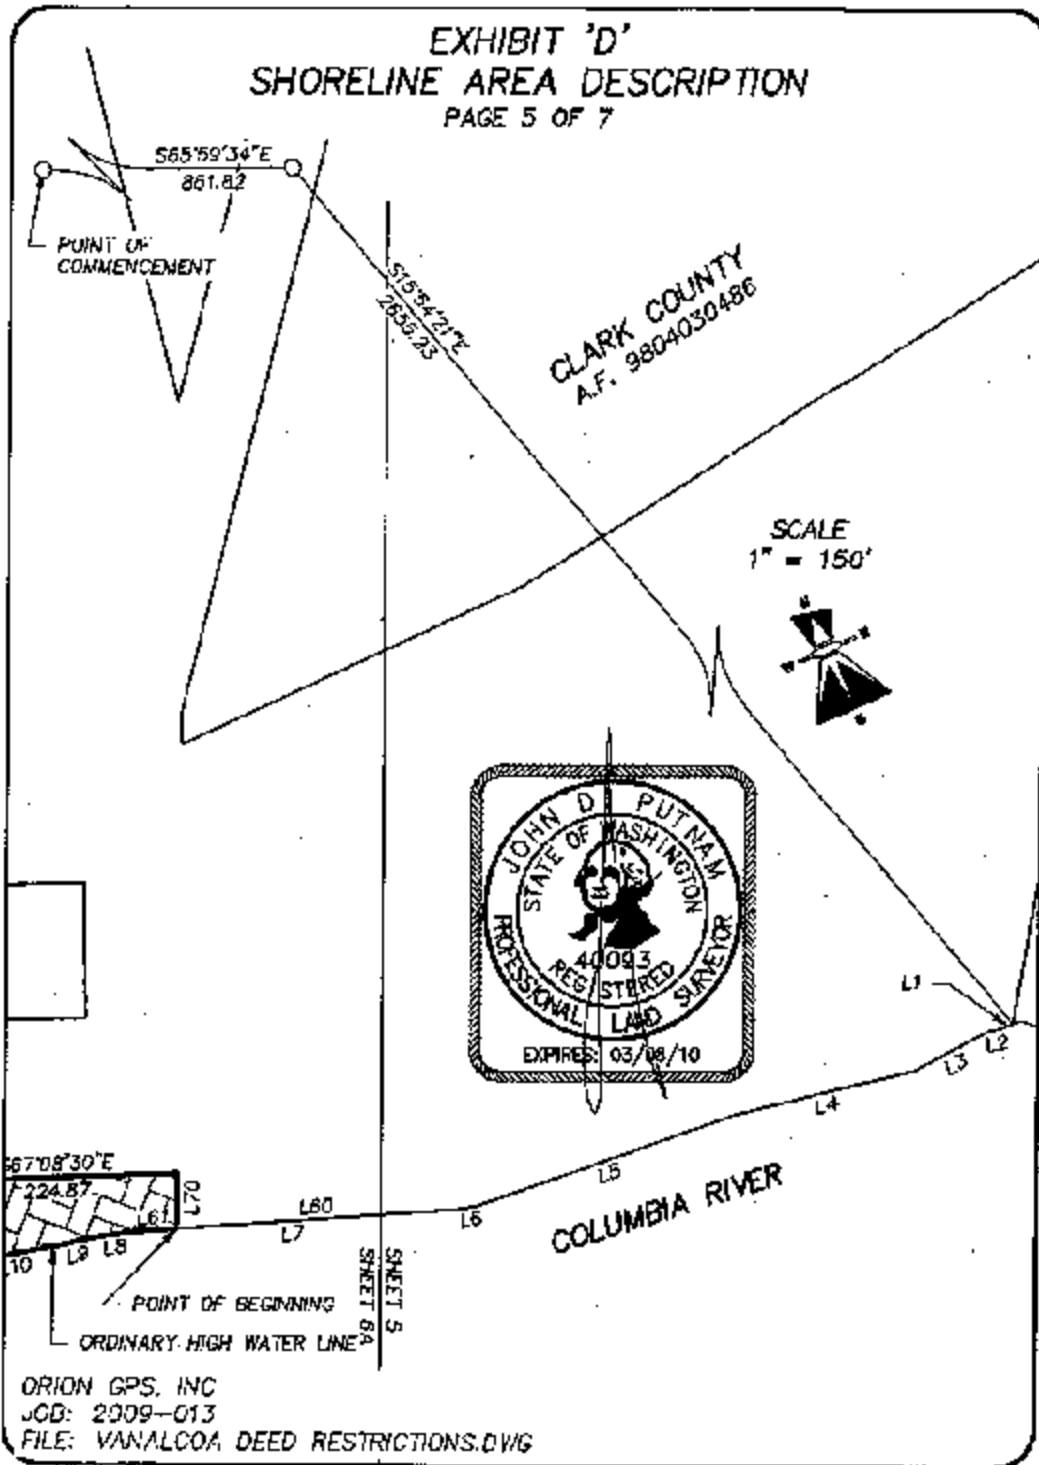 EXHIBIT 'D'
SHORELINE AREA DESCRIPTION
PAGE 5 OF 7
S65°59'34"E
861.82
POINT OF
COMMENCEMENT
S15°54'21"E
CLARK COUNTY
A.F. 9804030486
SCALE
1" = 150'
JOHN D. PUTNAM
STATE OF WASHINGTON
40093
REGISTERED
PROFESSIONAL LAND SURVEYOR
EXPIRES: 03/08/10
L1
L2
L3
L4
L5
L6
COLUMBIA RIVER
S67°08'30"E
224.87
L70
L61
L60
L7
L8
L9
L10
SHEET 5
SHEET 6A
POINT OF BEGINNING
ORDINARY HIGH WATER LINE
ORION GPS, INC
JOB: 2009-013
FILE: VANALCOA DEED RESTRICTIONS.DWG